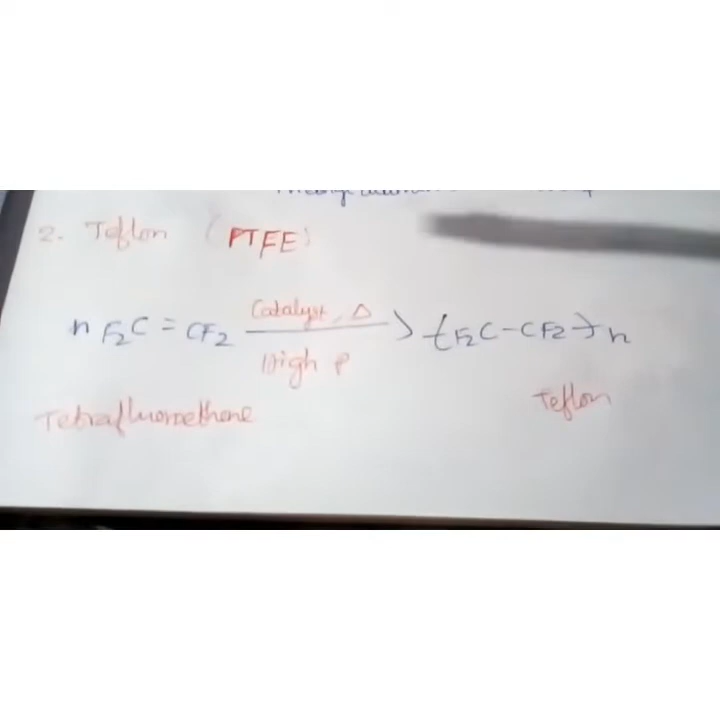 2. Teflon (PTFE)
Catalyst, Δ
n F₂C = CF₂ ⟶ -(F₂C-CF₂-)n
High P
Tetrafluoroethene Teflon